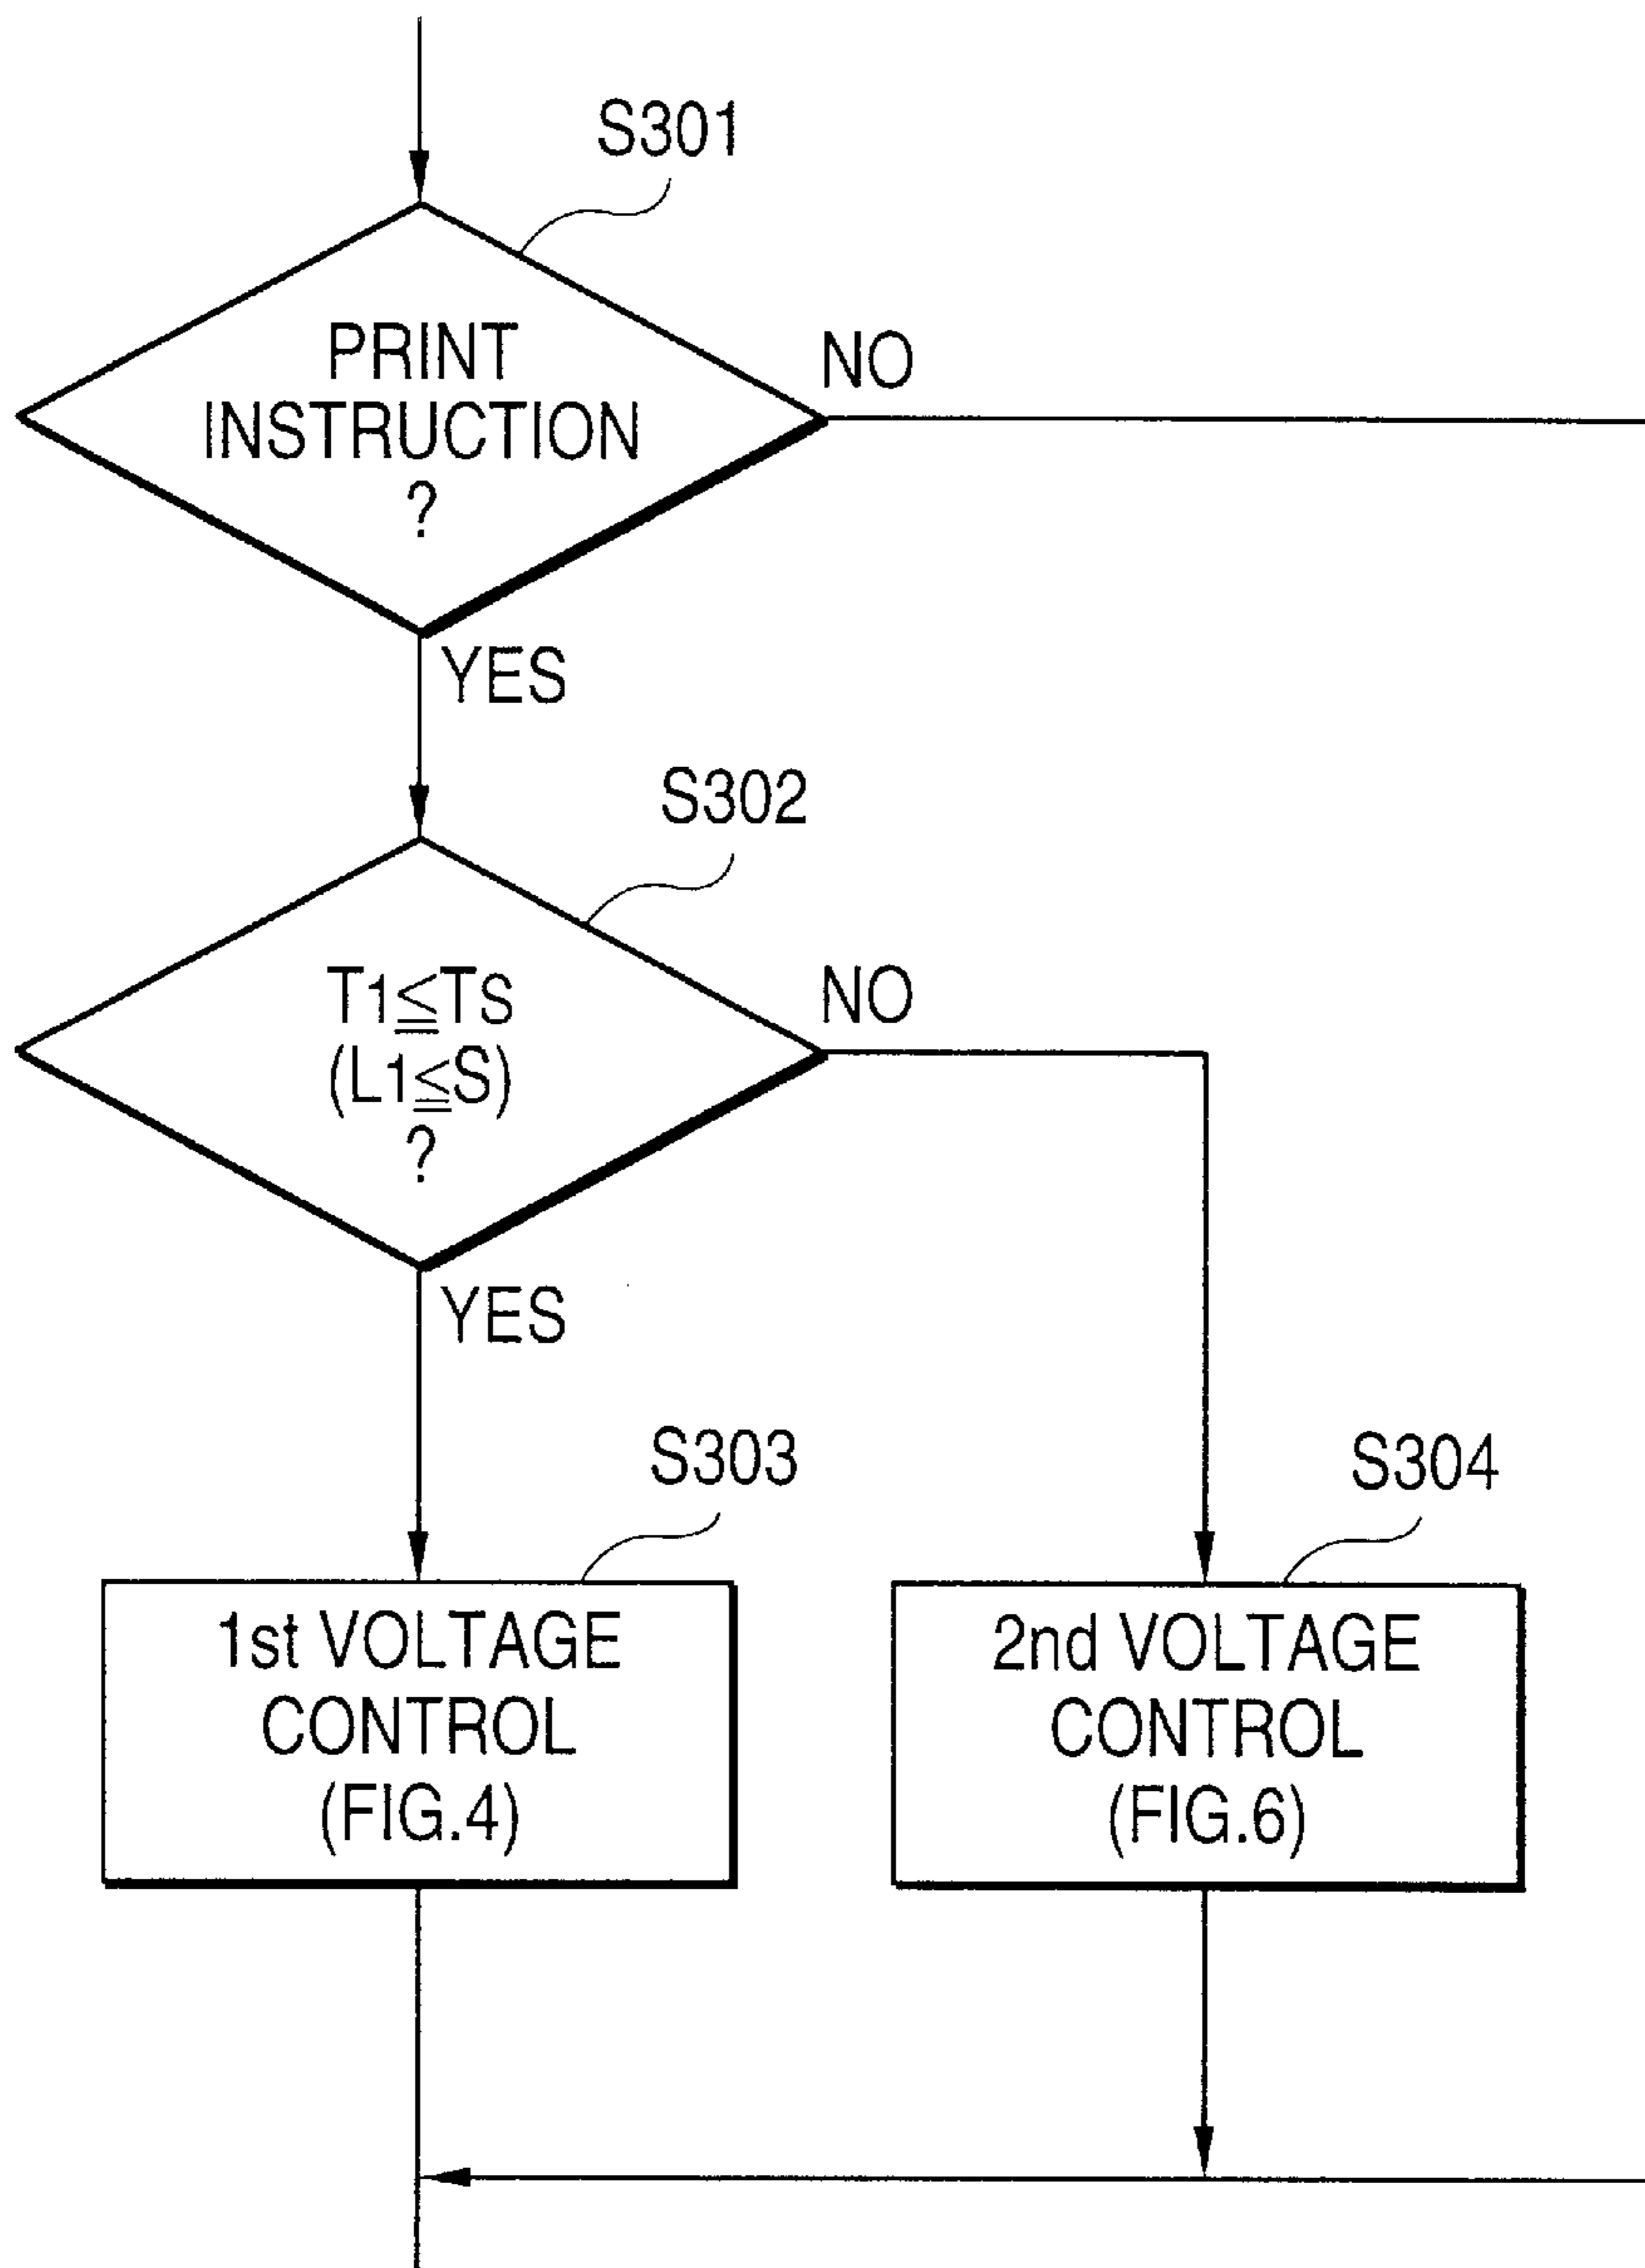 S301
PRINT
INSTRUCTION
?
NO
YES
S302
T1≦TS
(L1≦S)
?
NO
YES
S303
1st VOLTAGE
CONTROL
(FIG.4)
S304
2nd VOLTAGE
CONTROL
(FIG.6)